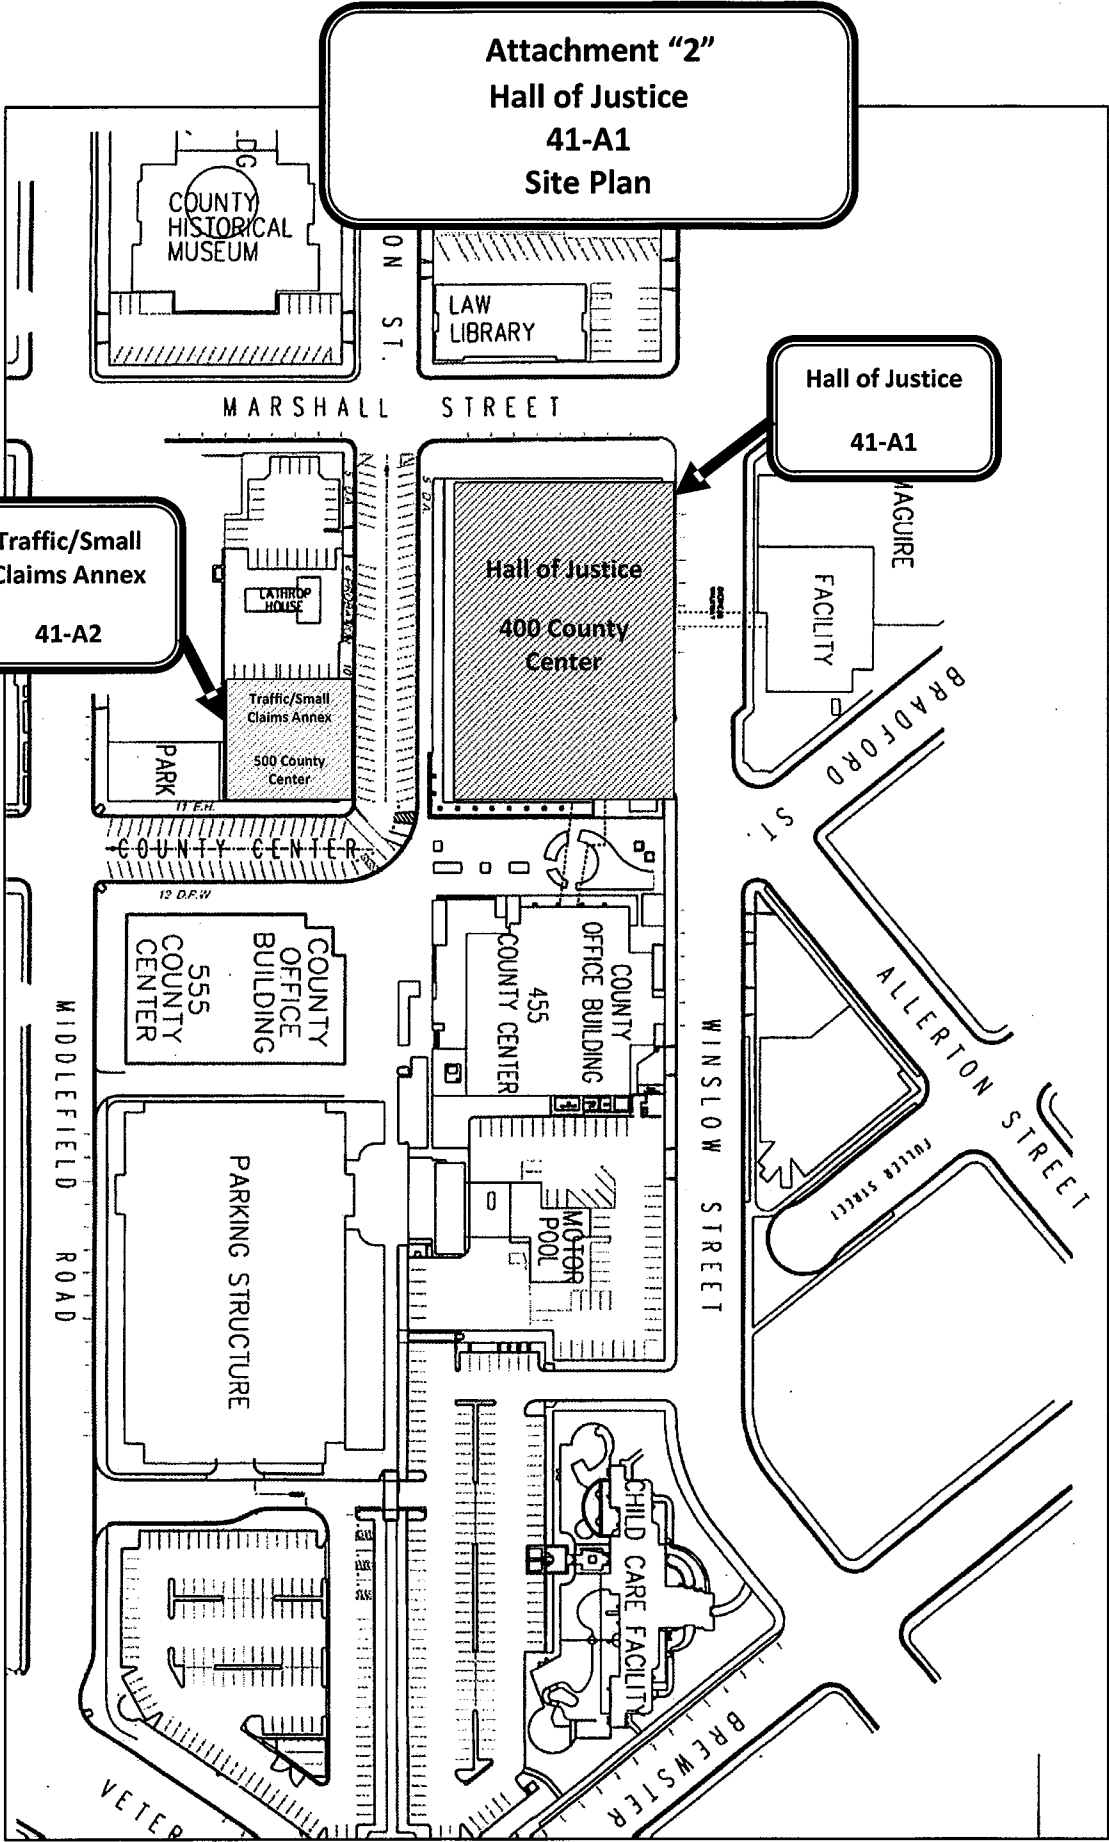 Attachment “2”
Hall of Justice
41-A1
Site Plan
DG
COUNTY
HISTORICAL
MUSEUM
ON ST.
LAW
LIBRARY
MARSHALL STREET
Hall of Justice
41-A1
MAGUIRE
FACILITY
Traffic/Small
Claims Annex
41-A2
LATHROP
HOUSE
Hall of Justice
400 County
Center
Traffic/Small
Claims Annex
500 County
Center
PARK
11 E.H.
COUNTY CENTER
12 D.P.W
BRADFORD ST.
COUNTY
OFFICE
BUILDING
555
COUNTY
CENTER
COUNTY
OFFICE BUILDING
455
COUNTY CENTER
ALLERTON STREET
FULLER STREET
WINSLOW STREET
MIDDLEFIELD ROAD
PARKING STRUCTURE
MOTOR
POOL
CHILD CARE FACILITY
BREWSTER
VETER